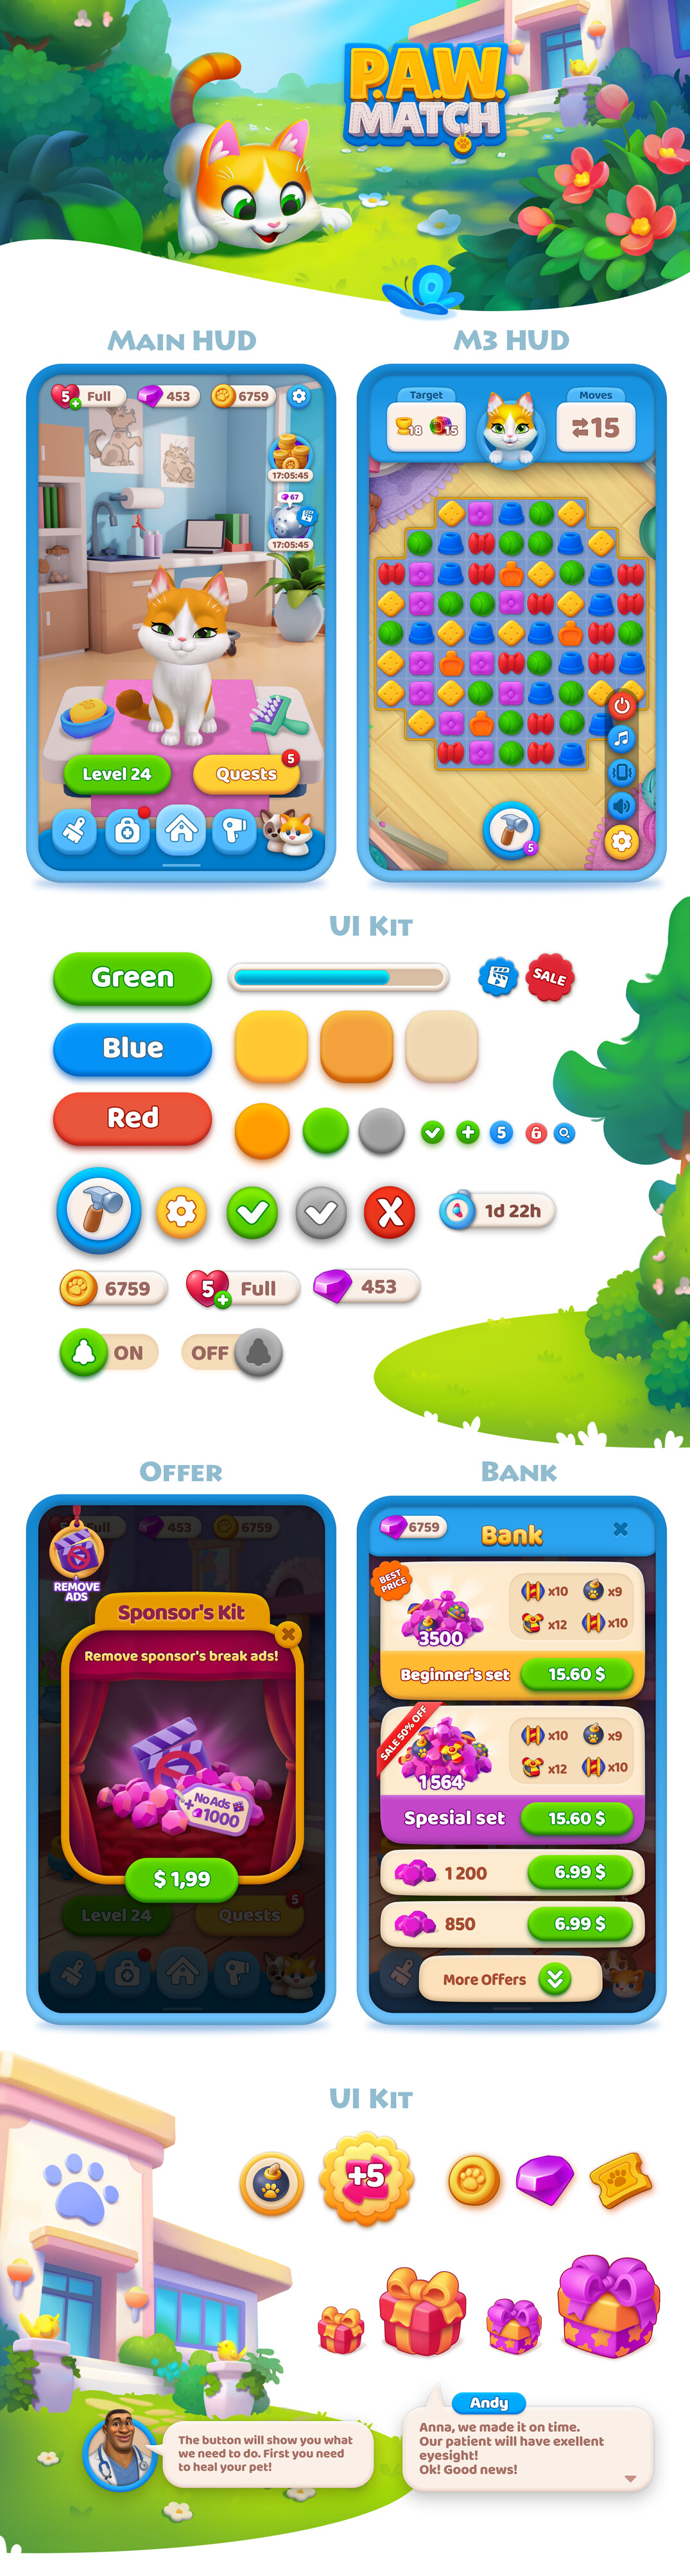 P.A.W.
MATCH
MAIN HUD
M3 HUD
5
Full
453
6759
17:05:45
67
17:05:45
Level 24
Quests
5
Target
Moves
18
15
15
5
UI KIT
Green
SALE
Blue
Red
5
1d 22h
6759
5
Full
453
ON
OFF
OFFER
BANK
Full
453
6759
REMOVE
ADS
Sponsor's Kit
Remove sponsor's break ads!
No Ads
+ 1000
$ 1,99
Level 24
Quests
5
6759
Bank
BEST
PRICE
3500
x10
x9
x12
x10
Beginner's set
15.60 $
SALE 50% OFF
1 564
x10
x9
x12
x10
Spesial set
15.60 $
1 200
6.99 $
850
6.99 $
More Offers
UI KIT
+5
The button will show you what
we need to do. First you need
to heal your pet!
Andy
Anna, we made it on time.
Our patient will have exellent
eyesight!
Ok! Good news!